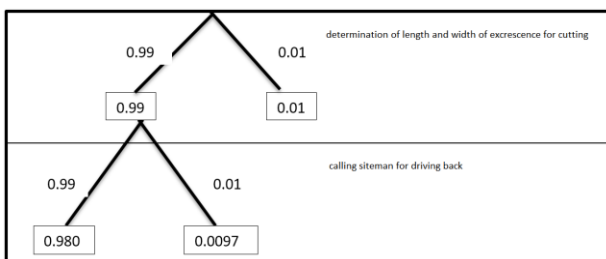 determination of length and width of excrescence for cutting
0.99 0.01
0.99 0.01
calling siteman for driving back
0.99 0.01
0.980 0.0097